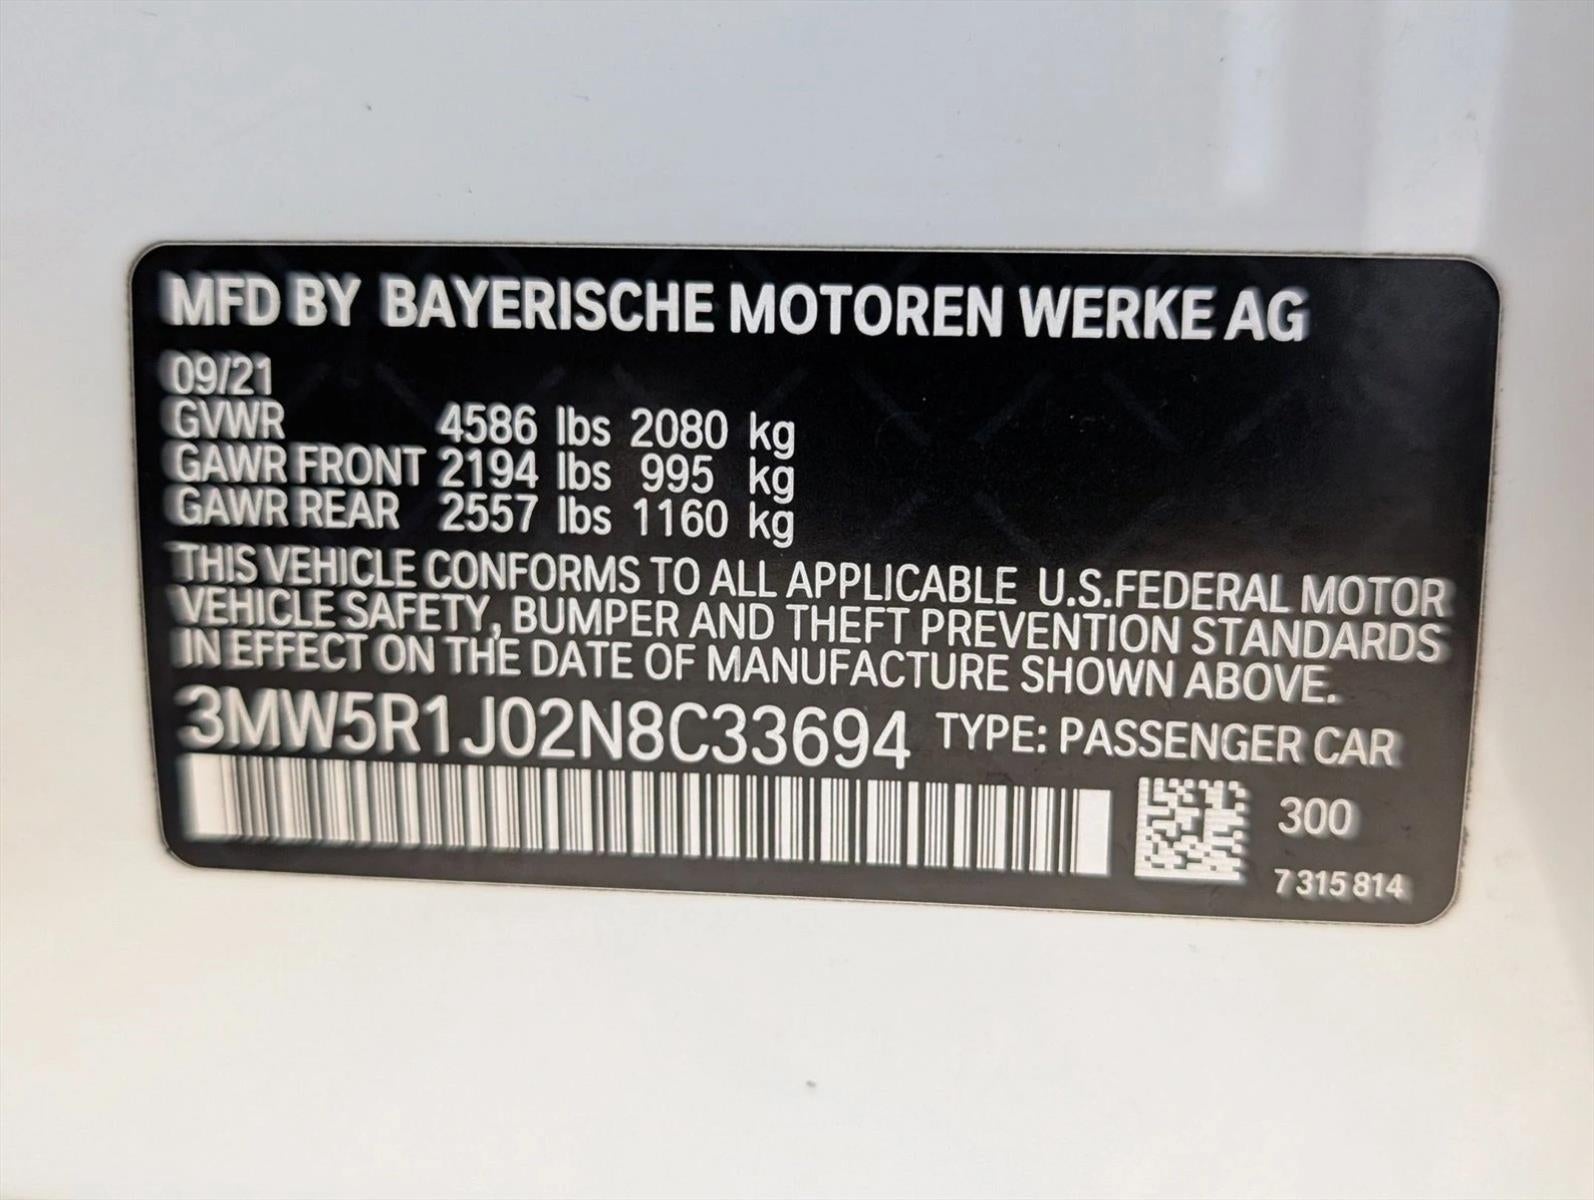 MFD BY BAYERISCHE MOTOREN WERKE AG
09/21
GVWR 4586 lbs 2080 kg
GAWR FRONT 2194 lbs 995 kg
GAWR REAR 2557 lbs 1160 kg
THIS VEHICLE CONFORMS TO ALL APPLICABLE U.S.FEDERAL MOTOR
VEHICLE SAFETY, BUMPER AND THEFT PREVENTION STANDARDS
IN EFFECT ON THE DATE OF MANUFACTURE SHOWN ABOVE.
3MW5R1J02N8C33694 TYPE: PASSENGER CAR
300
7 315 814